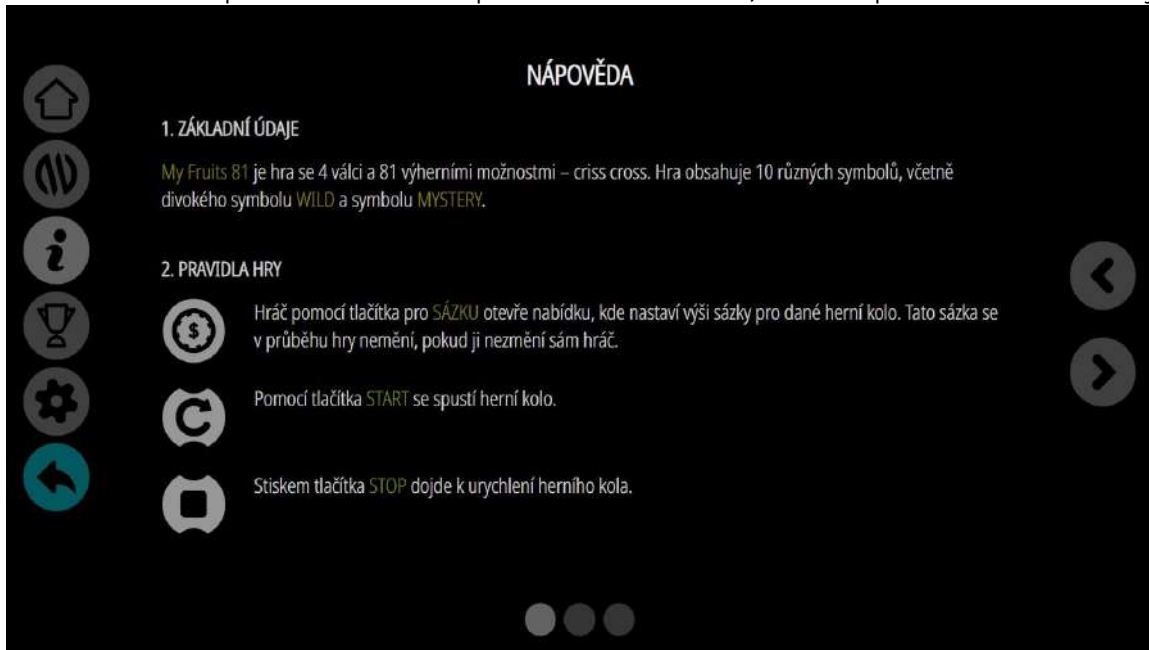 NÁPOVĚDA
1. ZÁKLADNÍ ÚDAJE
My Fruits 81 je hra se 4 válci a 81 výherními možnostmi – criss cross. Hra obsahuje 10 různých symbolů, včetně
divokého symbolu WILD a symbolu MYSTERY.
2. PRAVIDLA HRY
Hráč pomocí tlačítka pro SÁZKU otevře nabídku, kde nastaví výši sázky pro dané herní kolo. Tato sázka se
v průběhu hry nemění, pokud ji nezmění sám hráč.
Pomocí tlačítka START se spustí herní kolo.
Stiskem tlačítka STOP dojde k urychlení herního kola.